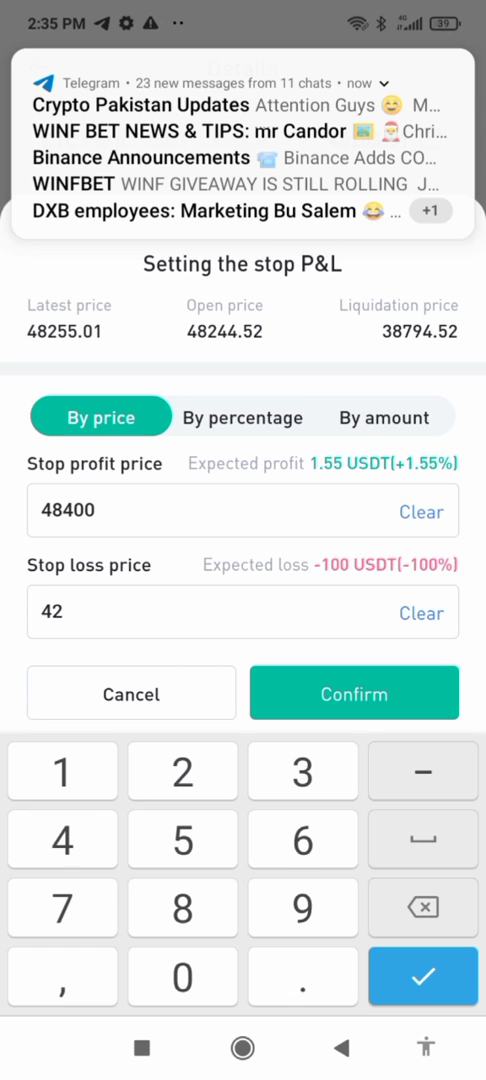 2:35 PM
4G
39
Telegram • 23 new messages from 11 chats • now
Crypto Pakistan Updates Attention Guys 😊 M...
WINF BET NEWS & TIPS: mr Candor 🖼️ 🎅Chri...
Binance Announcements 📨 Binance Adds CO...
WINFBET WINF GIVEAWAY IS STILL ROLLING J...
DXB employees: Marketing Bu Salem 😂 ... +1
Setting the stop P&L
Latest price Open price Liquidation price
48255.01 48244.52 38794.52
By price By percentage By amount
Stop profit price Expected profit 1.55 USDT(+1.55%)
48400 Clear
Stop loss price Expected loss -100 USDT(-100%)
42 Clear
Cancel Confirm
1 2 3 −
4 5 6
7 8 9
, 0 .